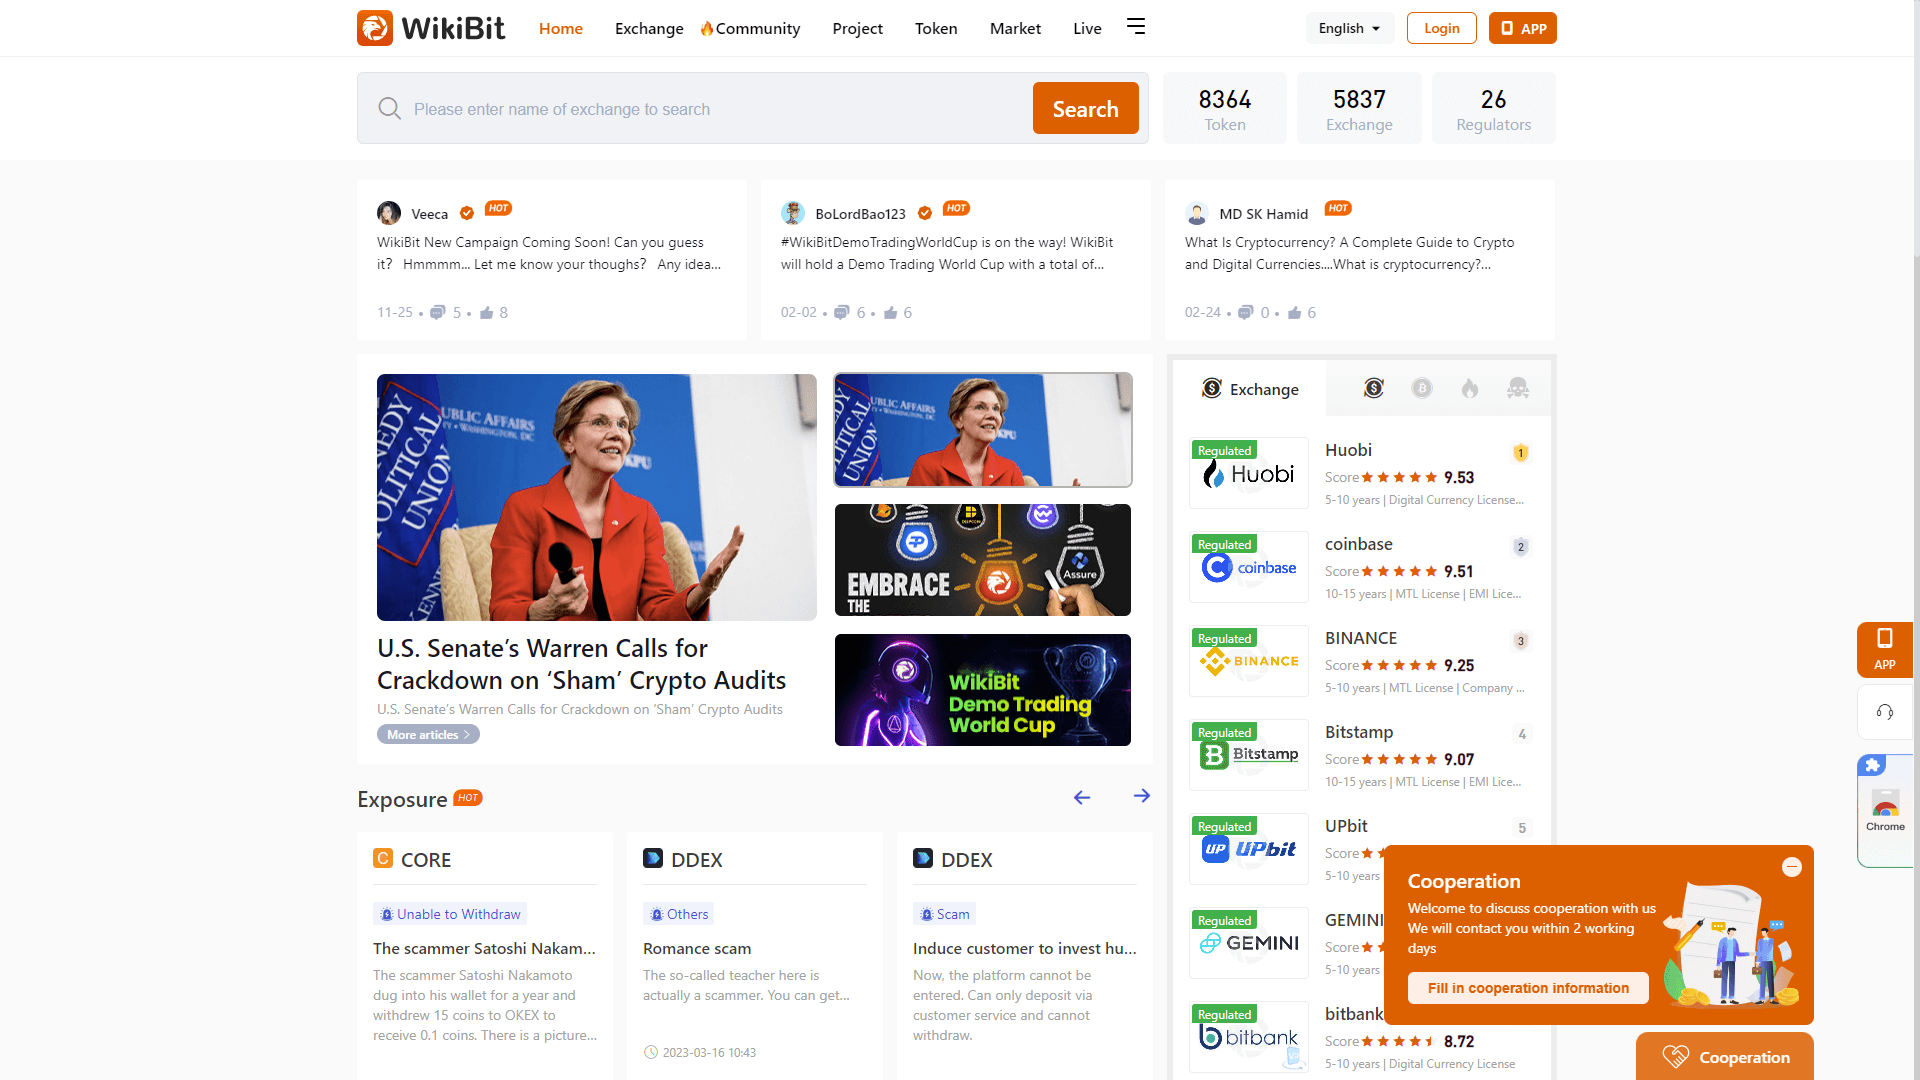 WikiBit
Home
Exchange
Community
Project
Token
Market
Live
English
Login
APP
Please enter name of exchange to search
Search
8364
Token
5837
Exchange
26
Regulators
Veeca
HOT
WikiBit New Campaign Coming Soon! Can you guess
it? Hmmmm... Let me know your thoughs? Any idea...
11-25 • 5 • 8
BoLordBao123
HOT
#WikiBitDemoTradingWorldCup is on the way! WikiBit
will hold a Demo Trading World Cup with a total of...
02-02 • 6 • 6
MD SK Hamid
HOT
What Is Cryptocurrency? A Complete Guide to Crypto
and Digital Currencies....What is cryptocurrency?...
02-24 • 0 • 6
EMBRACE
THE
Assure
WikiBit
Demo Trading
World Cup
U.S. Senate’s Warren Calls for
Crackdown on ‘Sham’ Crypto Audits
U.S. Senate’s Warren Calls for Crackdown on ‘Sham’ Crypto Audits
More articles
Exchange
Regulated
Huobi
Huobi
1
Score 9.53
5-10 years | Digital Currency License...
Regulated
coinbase
coinbase
2
Score 9.51
10-15 years | MTL License | EMI Lice...
Regulated
BINANCE
BINANCE
3
Score 9.25
5-10 years | MTL License | Company ...
Regulated
Bitstamp
Bitstamp
4
Score 9.07
10-15 years | MTL License | EMI Lice...
Regulated
UP UPbit
UPbit
5
Score
5-10 years
Regulated
GEMINI
GEMINI
Score
5-10 years
Regulated
bitbank
bitbank
Score 8.72
5-10 years | Digital Currency License
Exposure HOT
CORE
Unable to Withdraw
The scammer Satoshi Nakam...
The scammer Satoshi Nakamoto
dug into his wallet for a year and
withdrew 15 coins to OKEX to
receive 0.1 coins. There is a picture...
DDEX
Others
Romance scam
The so-called teacher here is
actually a scammer. You can get...
2023-03-16 10:43
DDEX
Scam
Induce customer to invest hu...
Now, the platform cannot be
entered. Can only deposit via
customer service and cannot
withdraw.
APP
Chrome
Cooperation
Welcome to discuss cooperation with us
We will contact you within 2 working
days
Fill in cooperation information
Cooperation